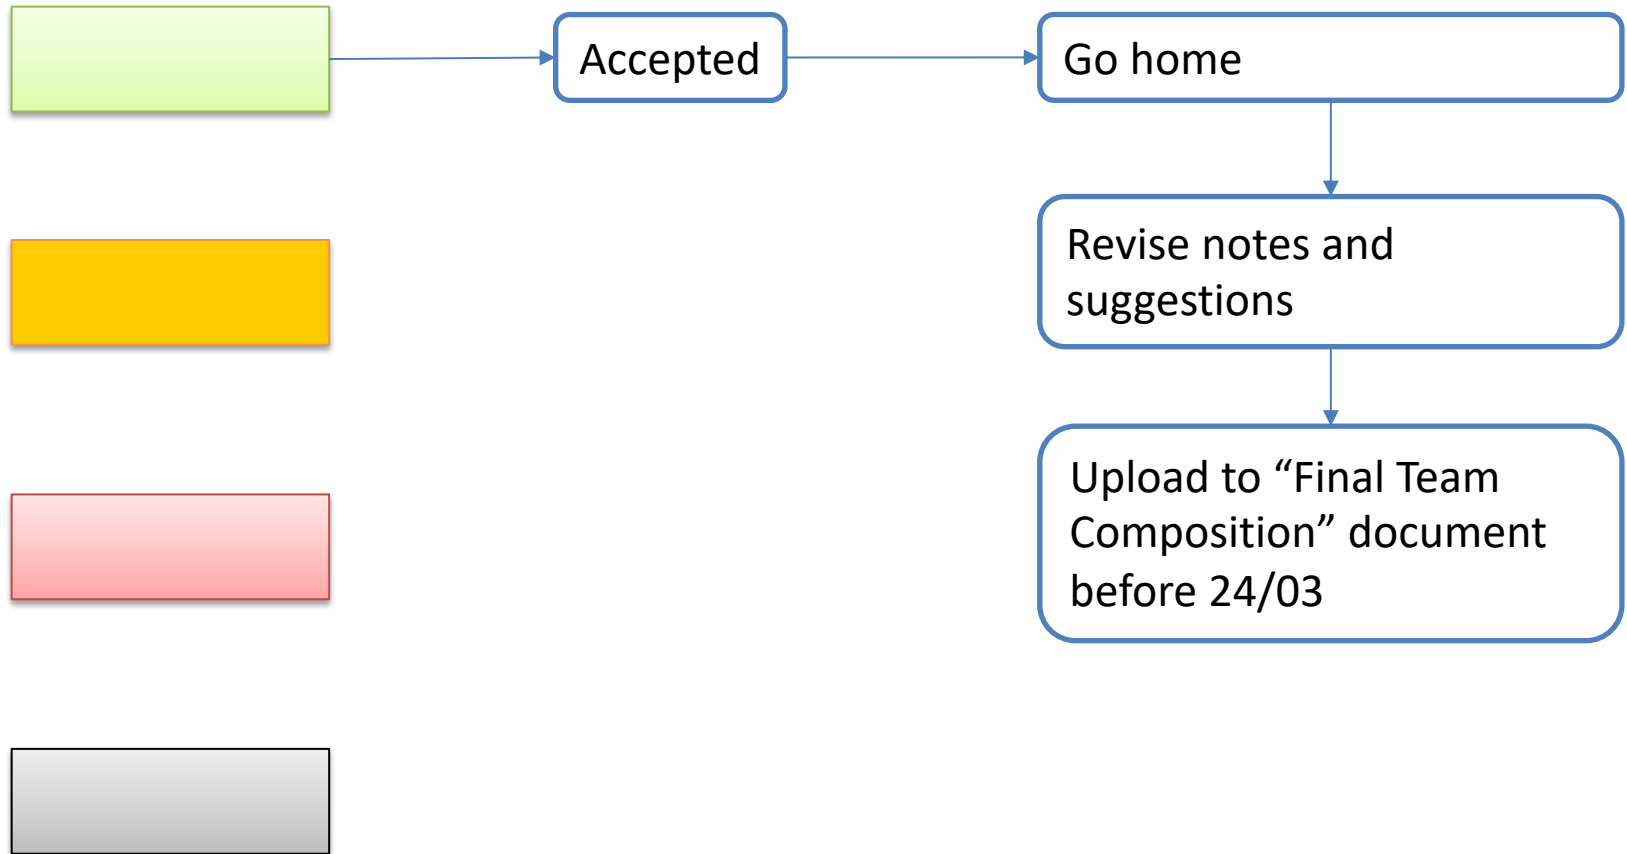 Accepted
Go home
Revise notes and
suggestions
Upload to “Final Team
Composition” document
before 24/03